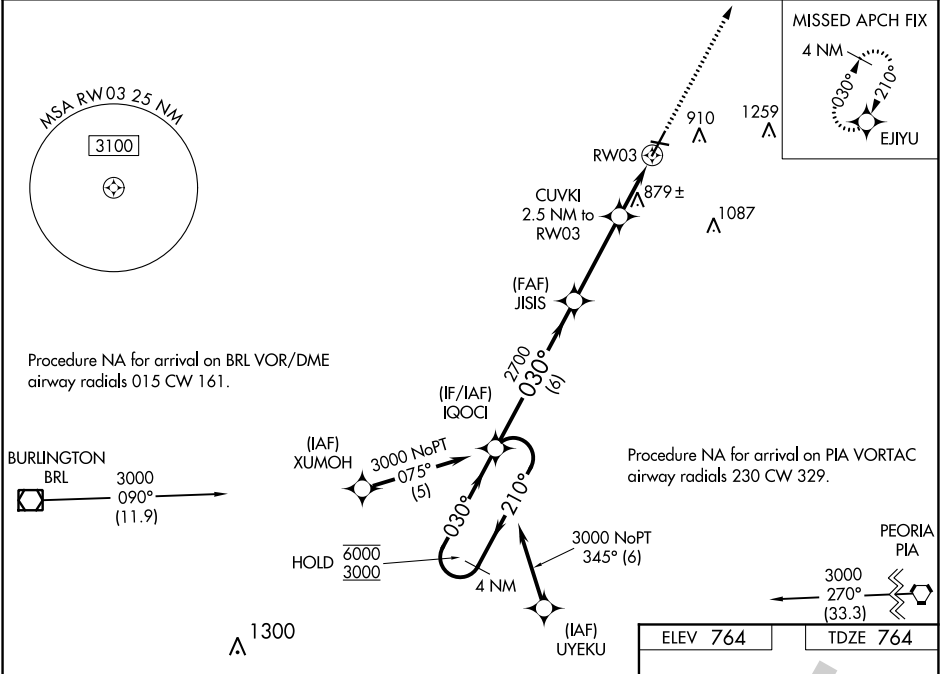 MISSED APCH FIX
4 NM
030°
210°
EJIYU
MSA RW03 25 NM
3100
910
1259
RW03
879 ±
CUVKI
2.5 NM to
RW03
1087
(FAF)
JISIS
Procedure NA for arrival on BRL VOR/DME
airway radials 015 CW 161.
2700
030°
(6)
(IF/IAF)
IQOCI
(IAF)
XUMOH
3000 NoPT
075°
(5)
Procedure NA for arrival on PIA VORTAC
airway radials 230 CW 329.
BURLINGTON
BRL
3000
090°
(11.9)
030°
210°
HOLD
6000
3000
4 NM
3000 NoPT
345° (6)
PEORIA
PIA
3000
270°
(33.3)
(IAF)
UYEKU
1300
ELEV 764
TDZE 764